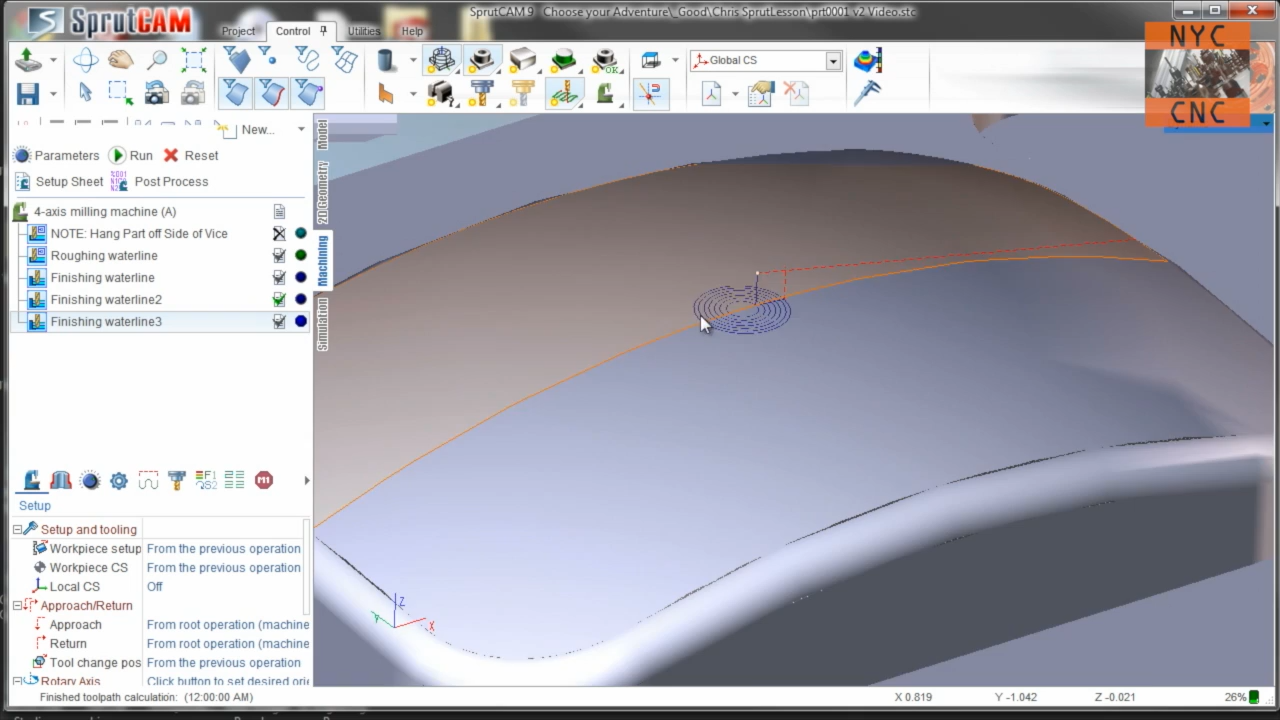 SprutCAM 9 - Choose your Adventure\_Good\Chris SprutLesson\prt0001 v2 Video.stc
SprutCAM
Project Control Utilities Help
Global CS
NYC
CNC
New...
Parameters Run Reset
Setup Sheet Post Process
4-axis milling machine (A)
NOTE: Hang Part off Side of Vice
Roughing waterline
Finishing waterline
Finishing waterline2
Finishing waterline3
Model
2D Geometry
Machining
Simulation
Setup
Setup and tooling
Workpiece setup From the previous operation
Workpiece CS From the previous operation
Local CS Off
Approach/Return
Approach From root operation (machine
Return From root operation (machine
Tool change pos From the previous operation
Rotary Axis Click button to set desired orie
Z
Y
X
Finished toolpath calculation: (12:00:00 AM) X 0.819 Y -1.042 Z -0.021 26%